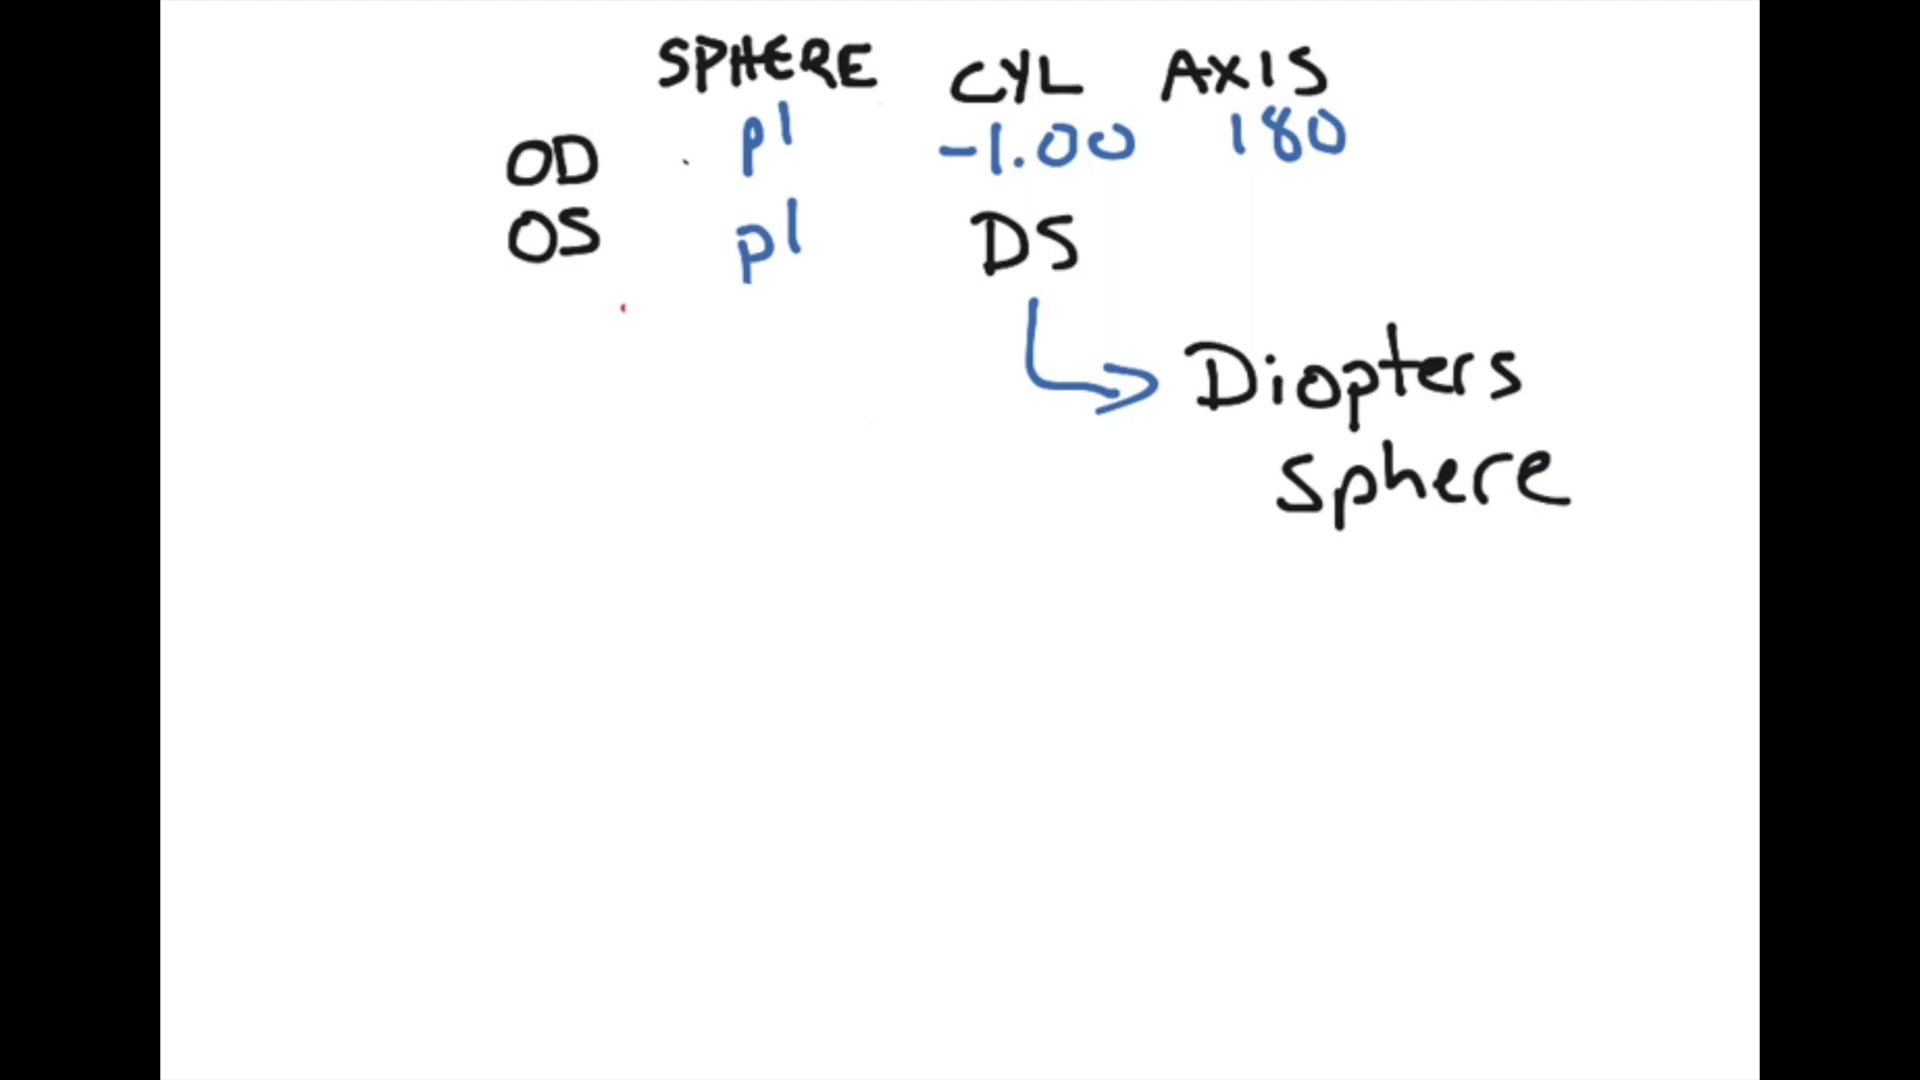 SPHERE CYL AXIS
OD pl -1.00 180
OS pl DS
Diopters
sphere